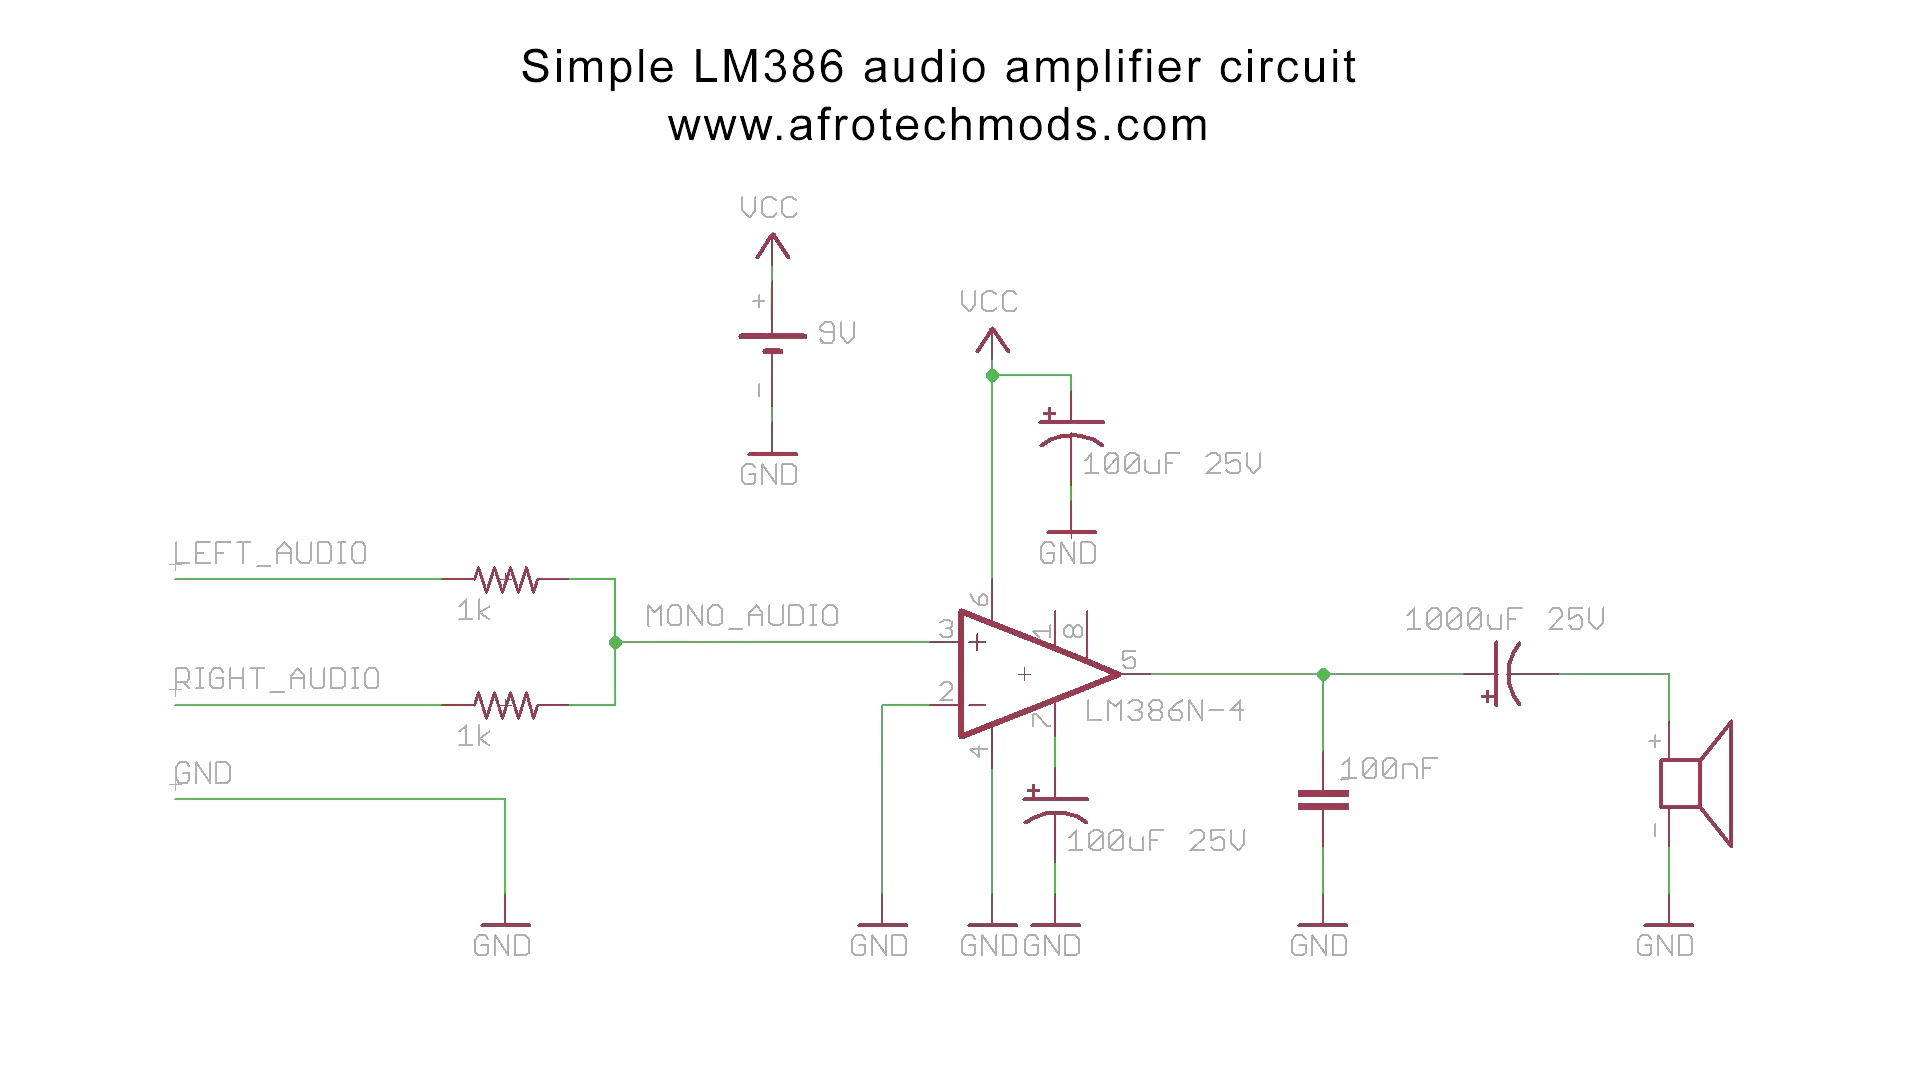 Simple LM386 audio amplifier circuit
www.afrotechmods.com
VCC
+
9V
-
GND
VCC
+
100uF 25V
GND
LEFT_AUDIO
1k
MONO_AUDIO
RIGHT_AUDIO
1k
GND
GND
6
3
+
1
8
2
-
5
LM386N-4
7
4
+
100uF 25V
GND
GND
GND
1000uF 25V
+
100nF
GND
+
-
GND